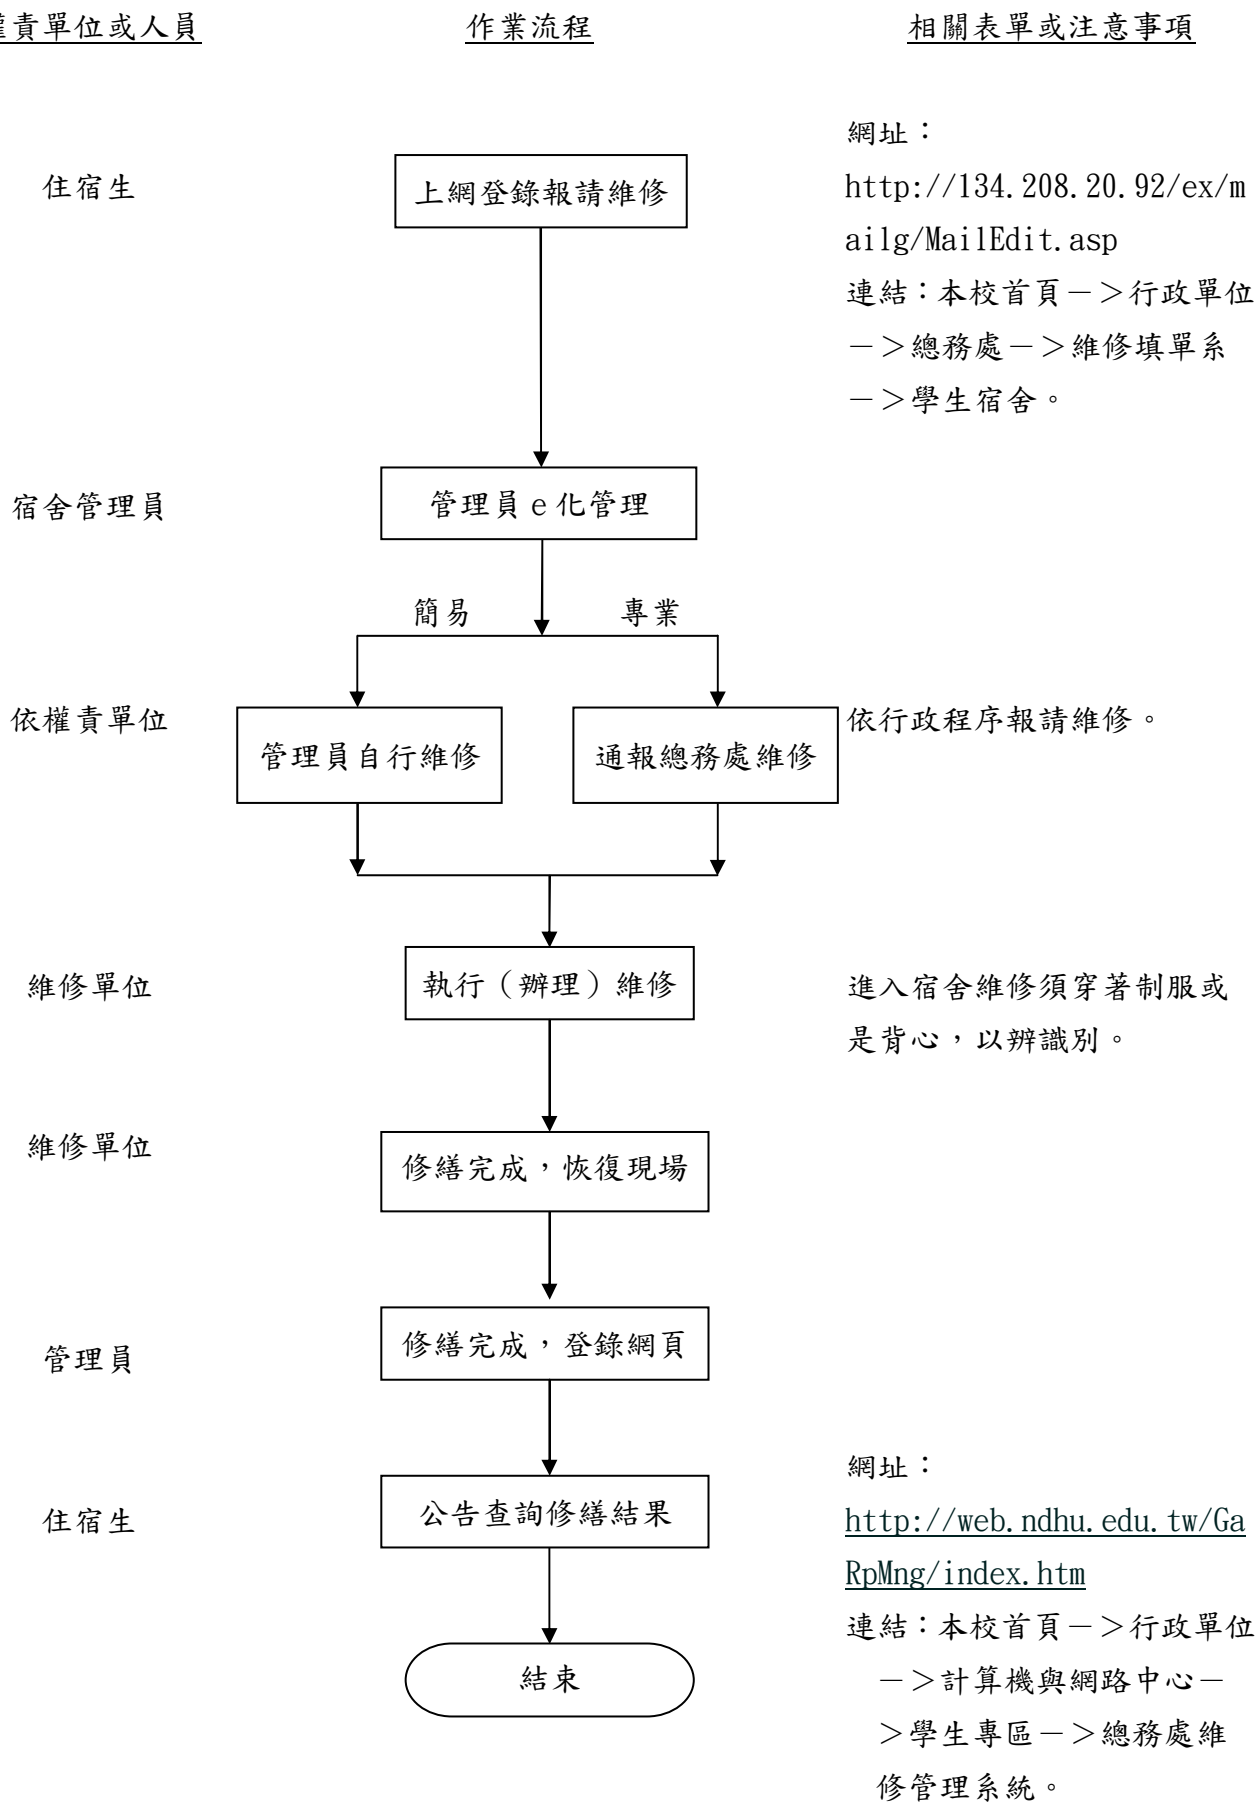 權責單位或人員
作業流程
相關表單或注意事項
住宿生
上網登錄報請維修
網址：
http://134.208.20.92/ex/m
ailg/MailEdit.asp
連結：本校首頁－＞行政單位
－＞總務處－＞維修填單系
－＞學生宿舍。
宿舍管理員
管理員 e 化管理
簡易
專業
依權責單位
管理員自行維修
通報總務處維修
依行政程序報請維修。
維修單位
執行（辦理）維修
進入宿舍維修須穿著制服或
是背心，以辨識別。
維修單位
修繕完成，恢復現場
管理員
修繕完成，登錄網頁
住宿生
公告查詢修繕結果
網址：
http://web.ndhu.edu.tw/Ga
RpMng/index.htm
連結：本校首頁－＞行政單位
－＞計算機與網路中心－
＞學生專區－＞總務處維
修管理系統。
結束